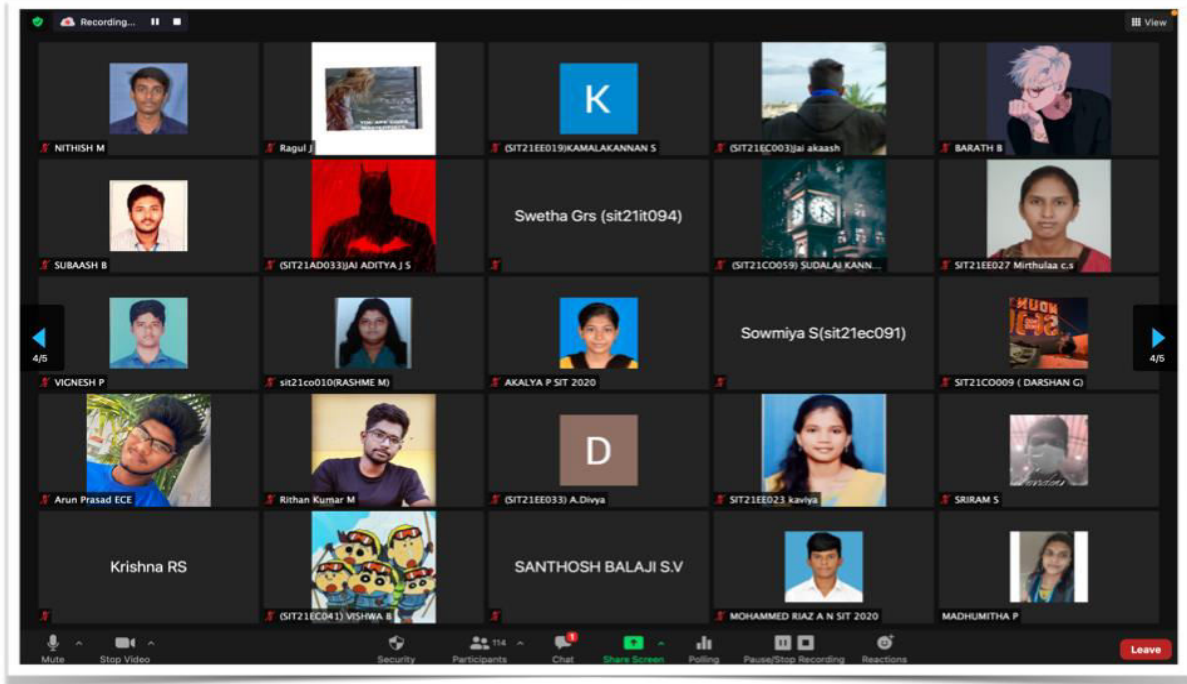 Recording...
View
NITHISH M
Ragul J
K
(SIT21EE019)KAMALAKANNAN S
(SIT21EC003)Jai akaash
BARATH B
SUBAASH B
(SIT21AD033)JAI ADITYA J S
Swetha Grs (sit21it094)
(SIT21CO059) SUDALAI KANN...
SIT21EE027 Mirthulaa c.s
4/5
VIGNESH P
sit21co010(RASHME M)
AKALYA P SIT 2020
Sowmiya S(sit21ec091)
SIT21CO009 ( DARSHAN G)
4/5
Arun Prasad ECE
Rithan Kumar M
D
(SIT21EE033) A.Divya
SIT21EE023 kaviya
SRIRAM S
Krishna RS
(SIT21EC041) VISHWA B
SANTHOSH BALAJI S.V
MOHAMMED RIAZ A N SIT 2020
MADHUMITHA P
Mute
Stop Video
Security
114
Participants
1
Chat
Share Screen
Polling
Pause/Stop Recording
Reactions
Leave